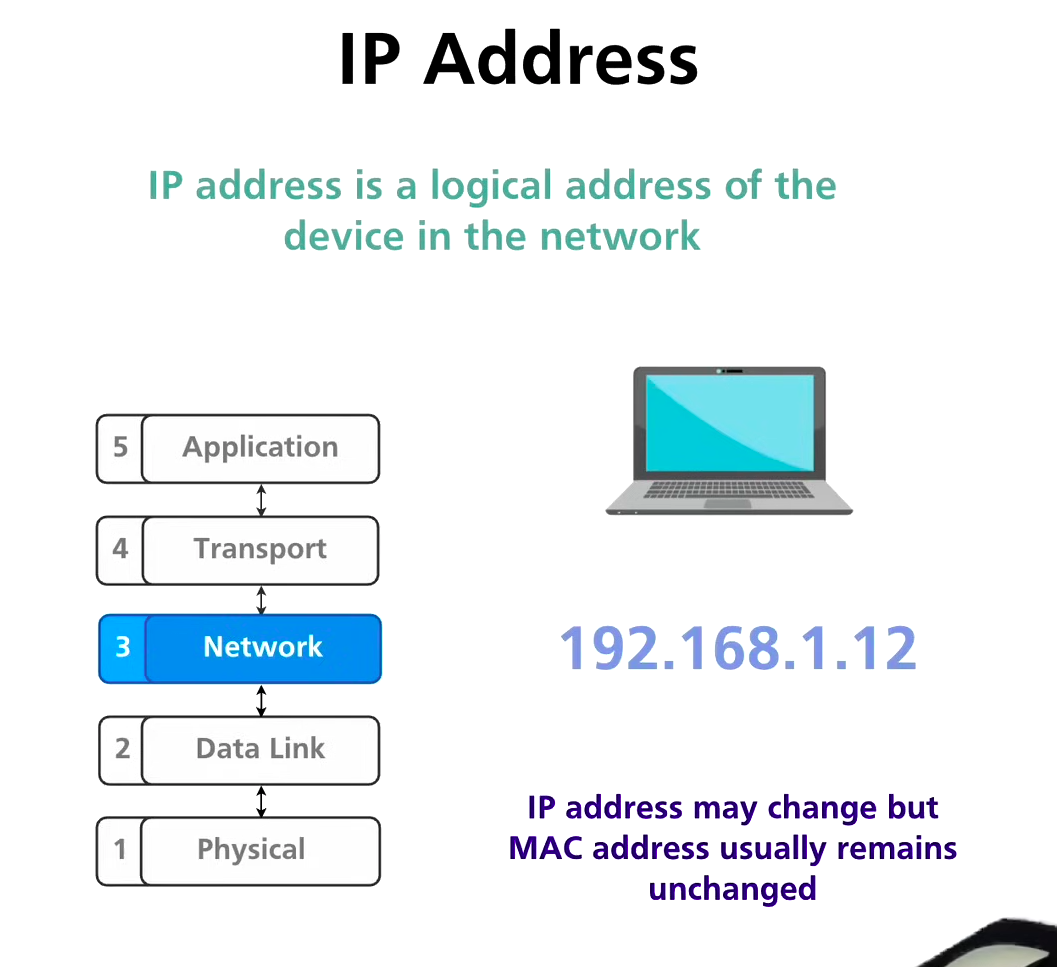 IP Address
IP address is a logical address of the
device in the network
5 Application
4 Transport
3 Network
2 Data Link
1 Physical
192.168.1.12
IP address may change but
MAC address usually remains
unchanged